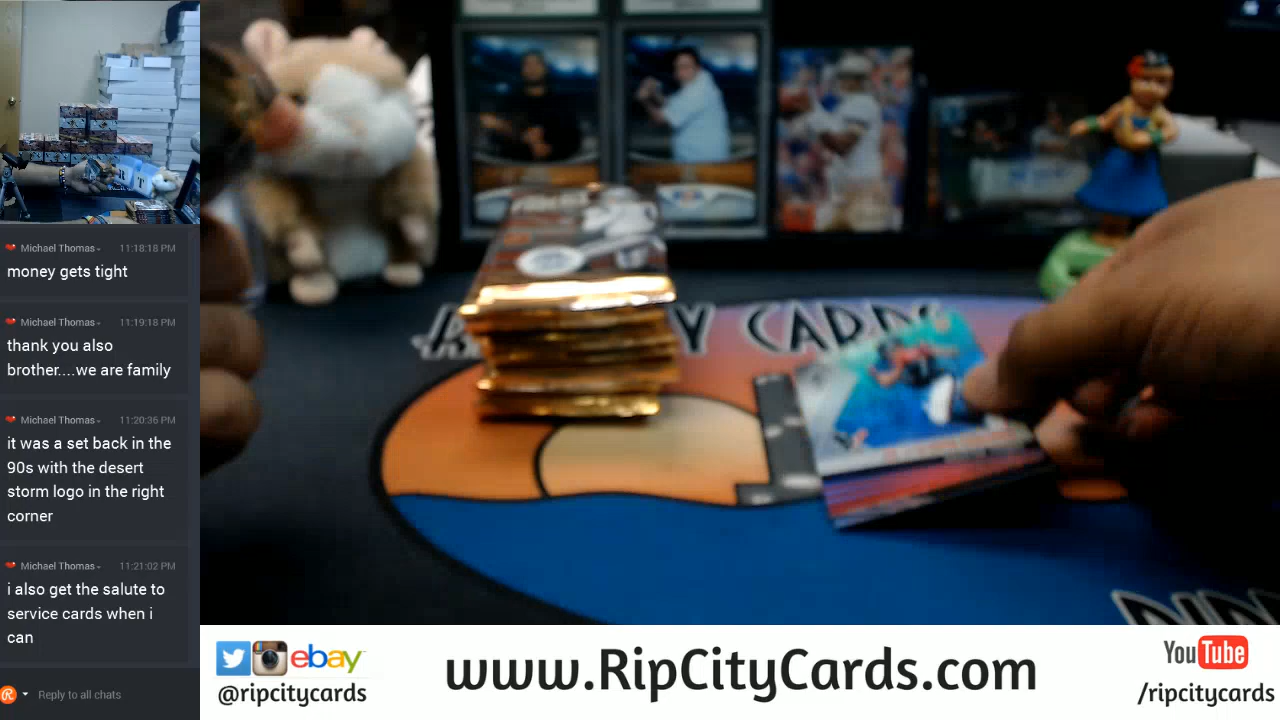 Michael Thomas 11:18:18 PM
money gets tight
Michael Thomas 11:19:18 PM
thank you also
brother....we are family
Michael Thomas 11:20:36 PM
it was a set back in the
90s with the desert
storm logo in the right
corner
Michael Thomas 11:21:02 PM
i also get the salute to
service cards when i
can
Reply to all chats
Y CARDS
ebay
@ripcitycards
www.RipCityCards.com
YouTube
/ripcitycards